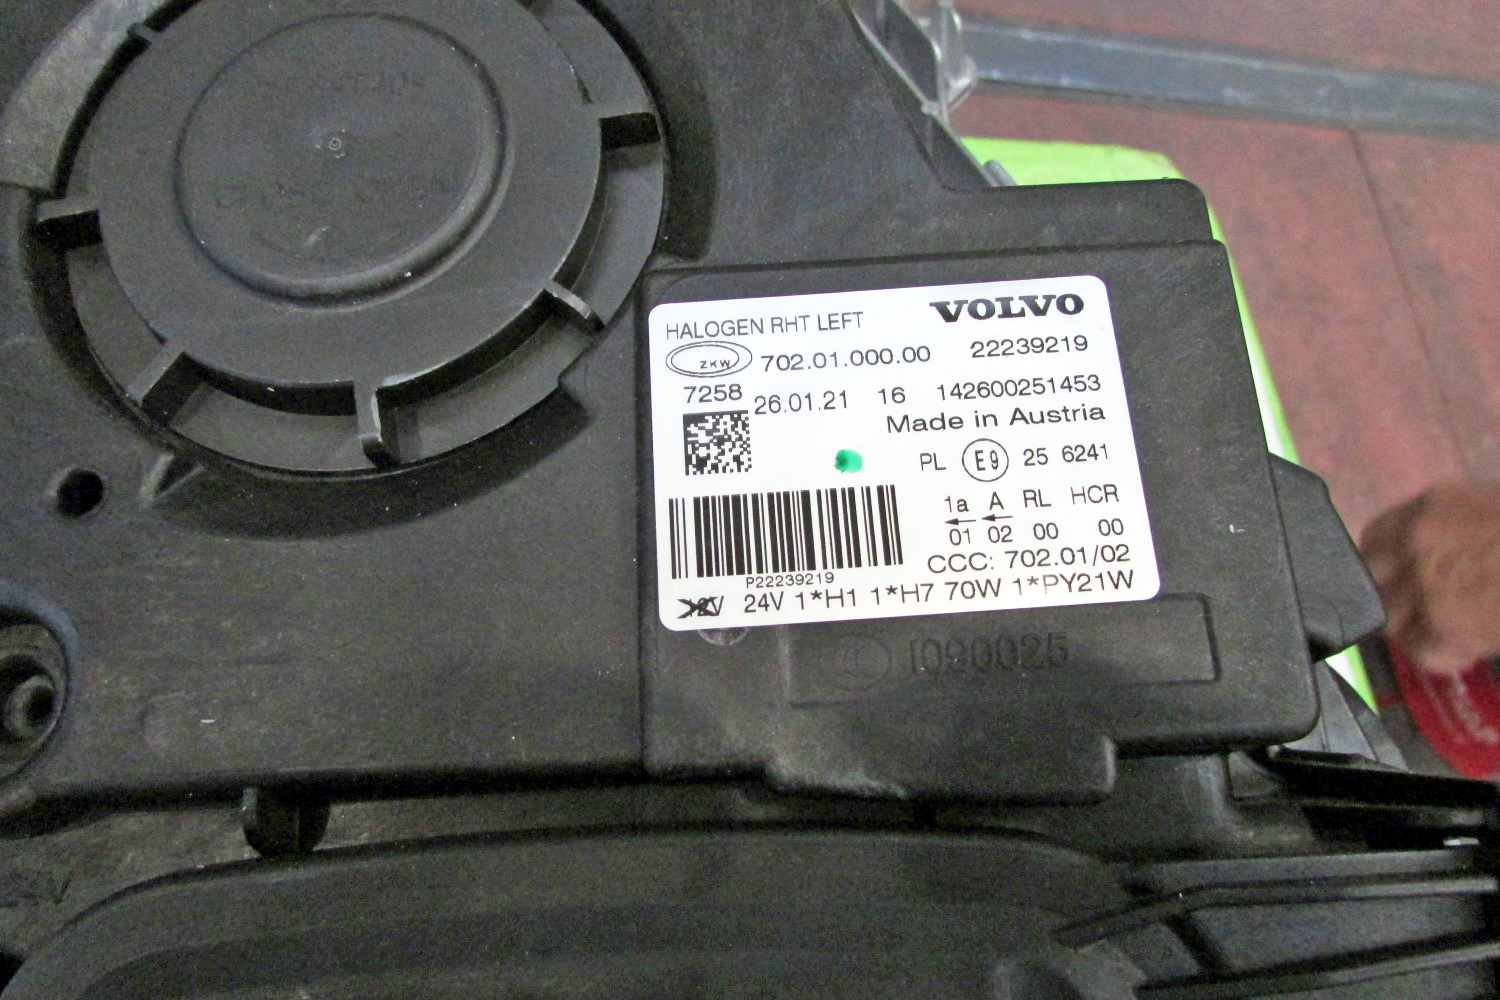 HALOGEN RHT LEFT VOLVO
ZKW 702.01.000.00 22239219
7258 26.01.21 16 142600251453
Made in Austria
PL E9 25 6241
1a A RL HCR
01 02 00 00
CCC: 702.01/02
P22239219
12V 24V 1*H1 1*H7 70W 1*PY21W
I090025